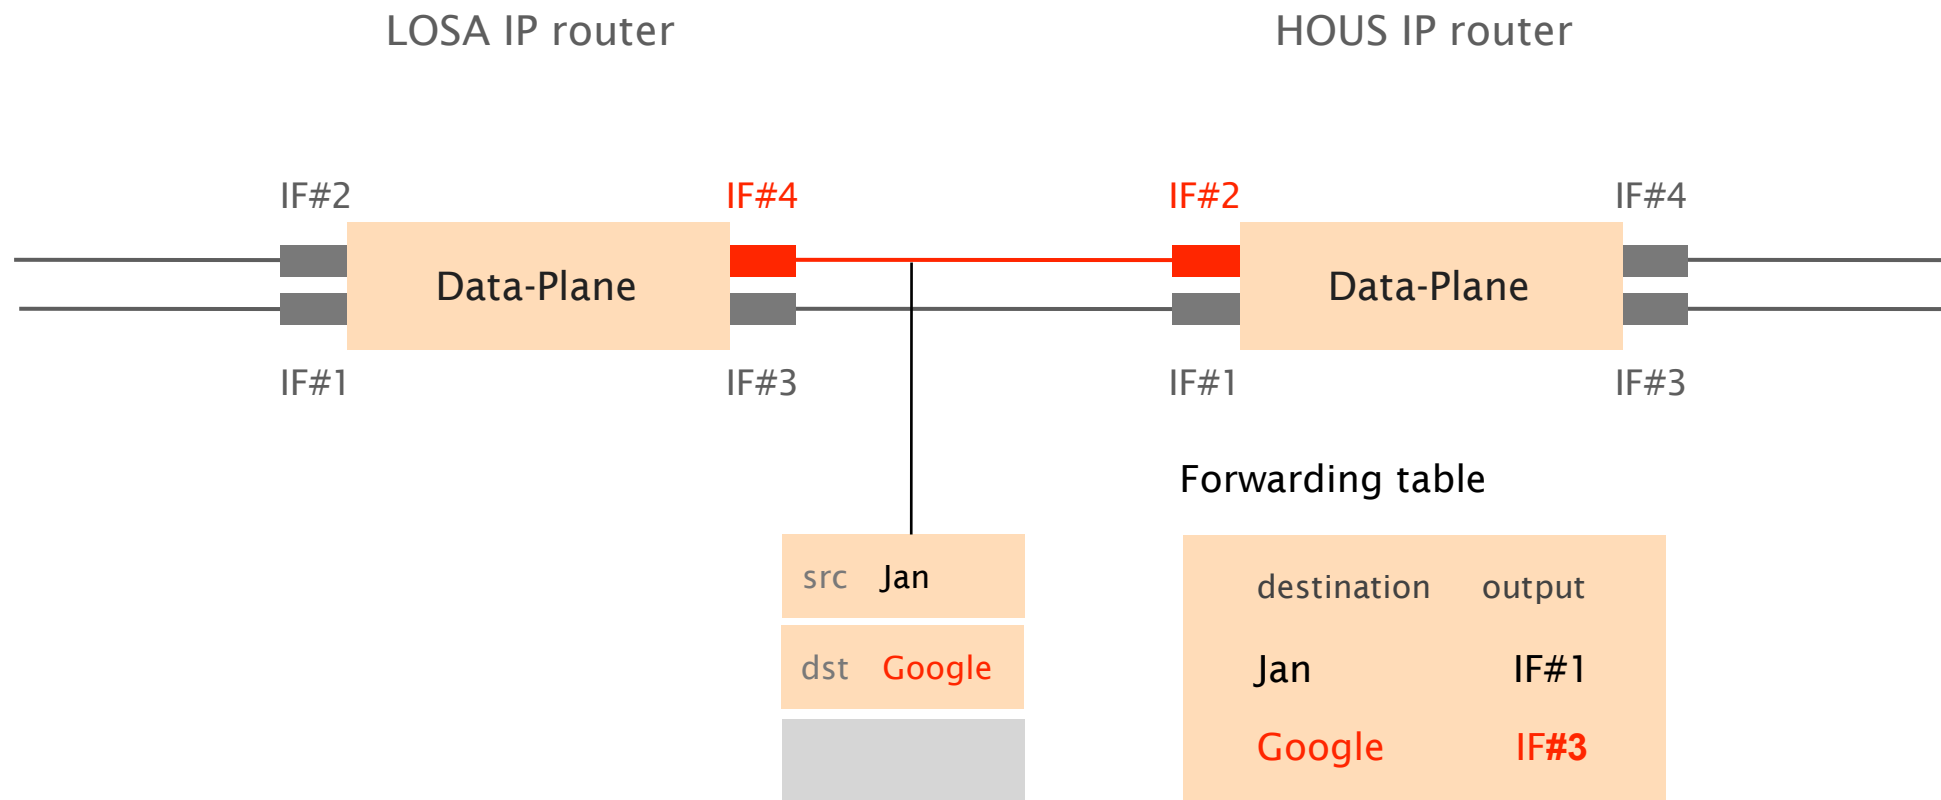 LOSA IP router HOUS IP router
IF#2 IF#4 IF#2 IF#4
Data-Plane Data-Plane
IF#1 IF#3 IF#1 IF#3
Forwarding table
src Jan
destination output
dst Google
Jan IF#1
Google IF#3